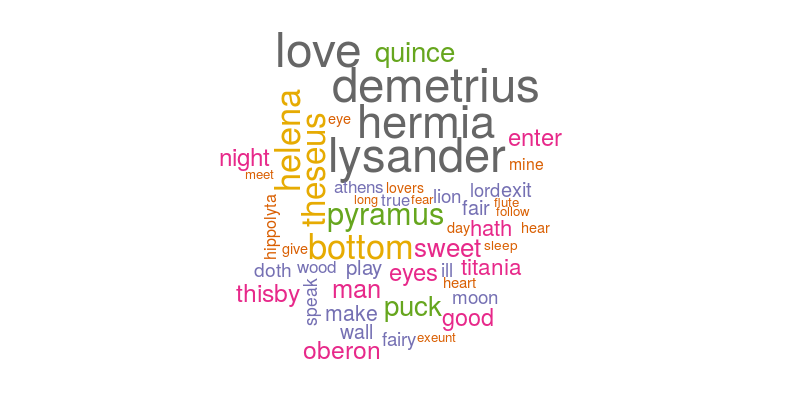 love
quince
demetrius
helena
eye
hermia
theseus
enter
night
lysander
mine
meet
athens
lovers
lord
exit
long
true
fear
lion
flute
hippolyta
pyramus
fair
follow
day
hath
hear
give
bottom
sweet
sleep
doth
wood
play
eyes
ill
titania
heart
thisby
speak
man
moon
make
puck
good
wall
fairy
exeunt
oberon